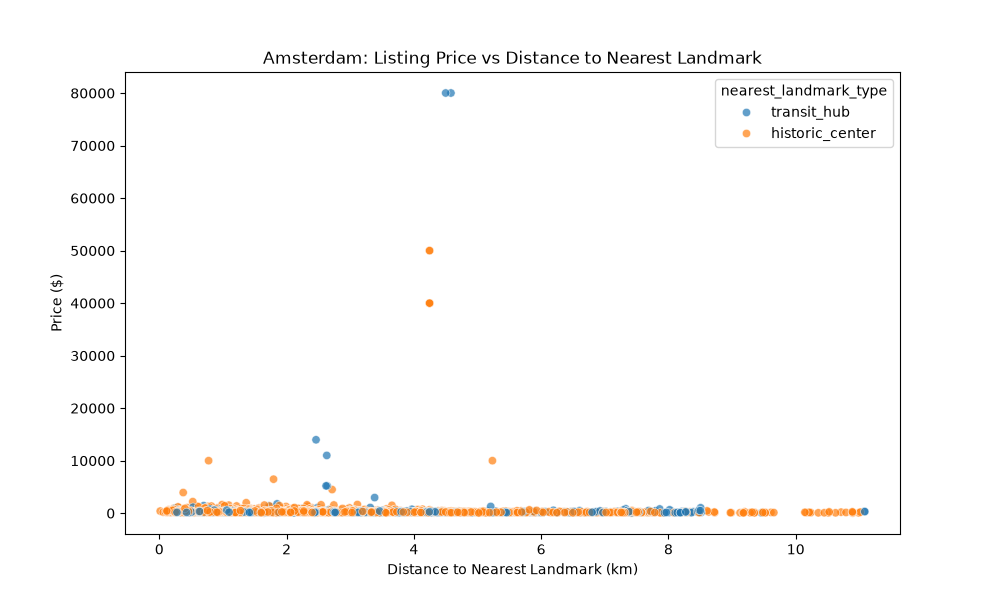 Amsterdam: Listing Price vs Distance to Nearest Landmark
nearest_landmark_type
transit_hub
historic_center
Price ($)
80000
70000
60000
50000
40000
30000
20000
10000
0
0 2 4 6 8 10
Distance to Nearest Landmark (km)